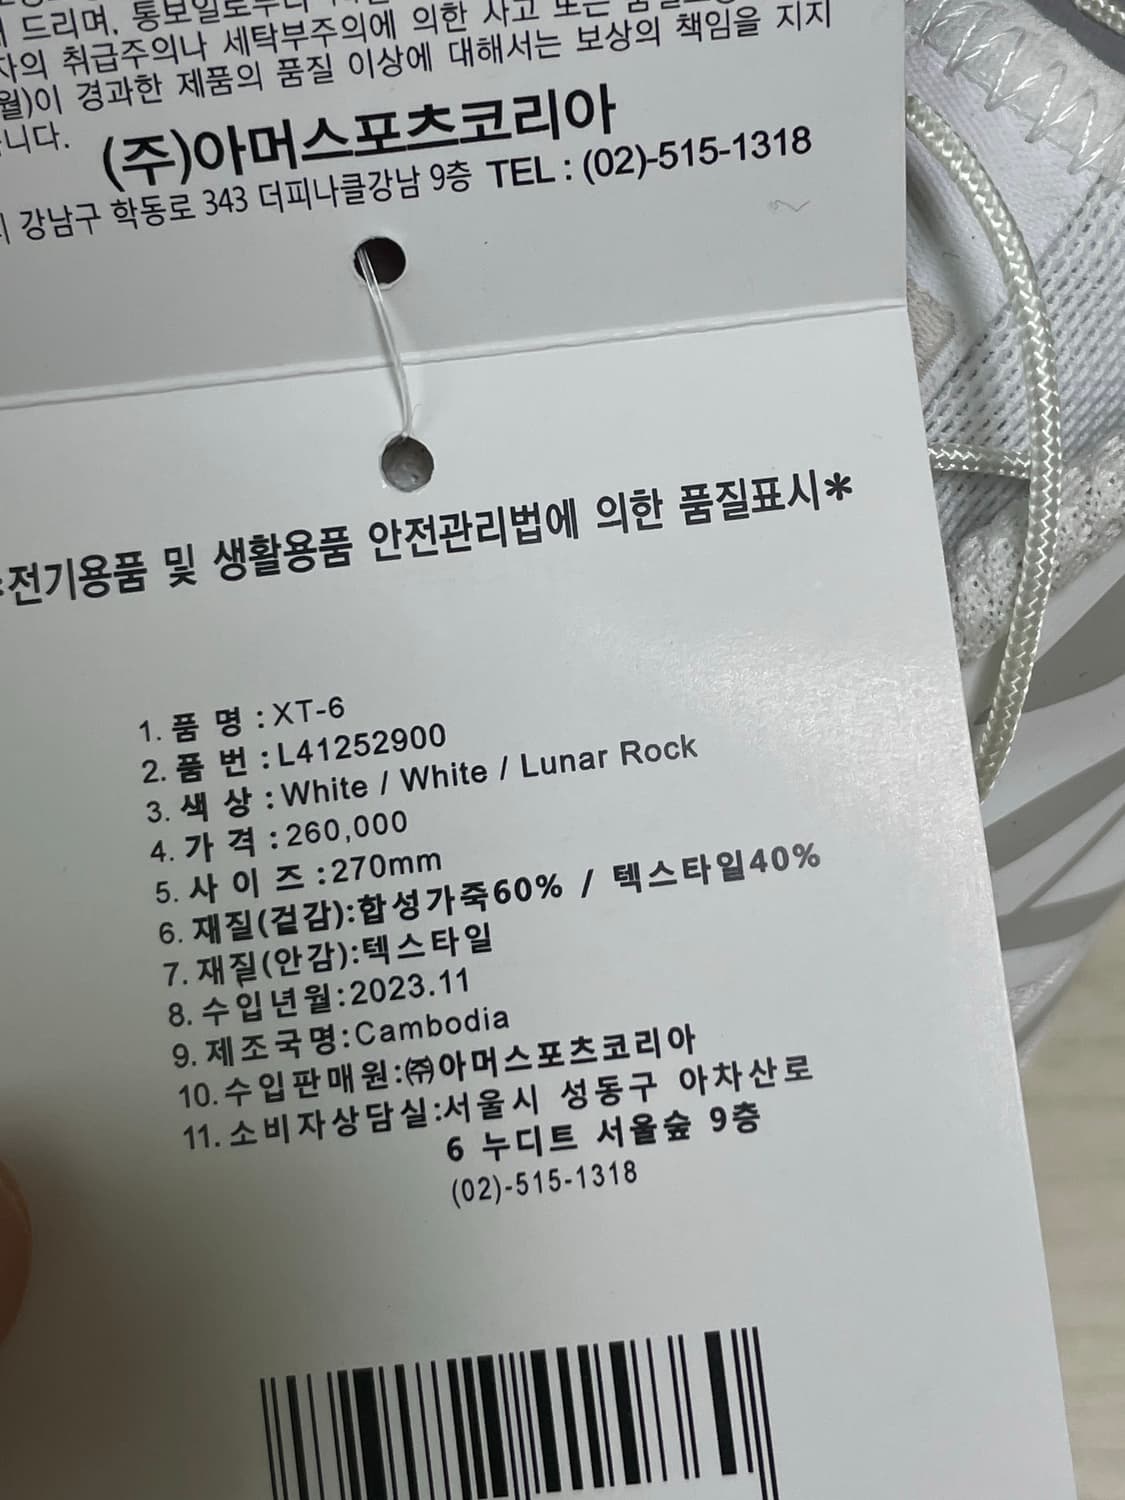 드리며, 통보일로부터
의 취급주의나 세탁부주의에 의한 사고 또는
월)이 경과한 제품의 품질 이상에 대해서는 보상의 책임을 지지
니다.
(주)아머스포츠코리아
강남구 학동로 343 더피나클강남 9층 TEL : (02)-515-1318
*전기용품 및 생활용품 안전관리법에 의한 품질표시*
1. 품 명 : XT-6
2. 품 번 : L41252900
3. 색 상 : White / White / Lunar Rock
4. 가 격 : 260,000
5. 사 이 즈 : 270mm
6. 재질(겉감):합성가죽60% / 텍스타일40%
7. 재질(안감):텍스타일
8. 수입년월:2023.11
9. 제조국명:Cambodia
10. 수입판매원:㈜아머스포츠코리아
11. 소비자상담실:서울시 성동구 아차산로
6 누디트 서울숲 9층
(02)-515-1318